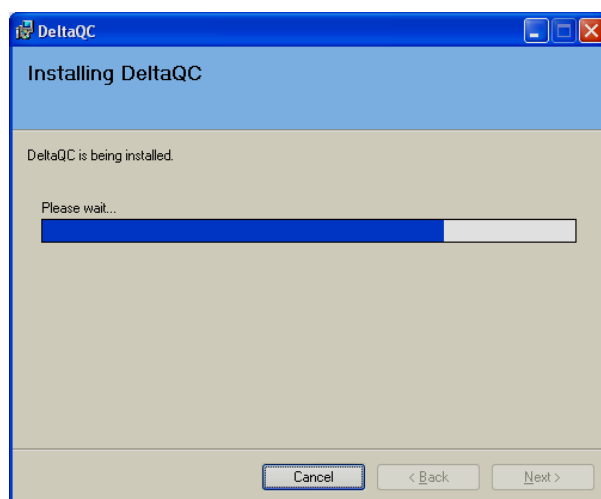 DeltaQC
Installing DeltaQC
DeltaQC is being installed.
Please wait...
Cancel
< Back
Next >